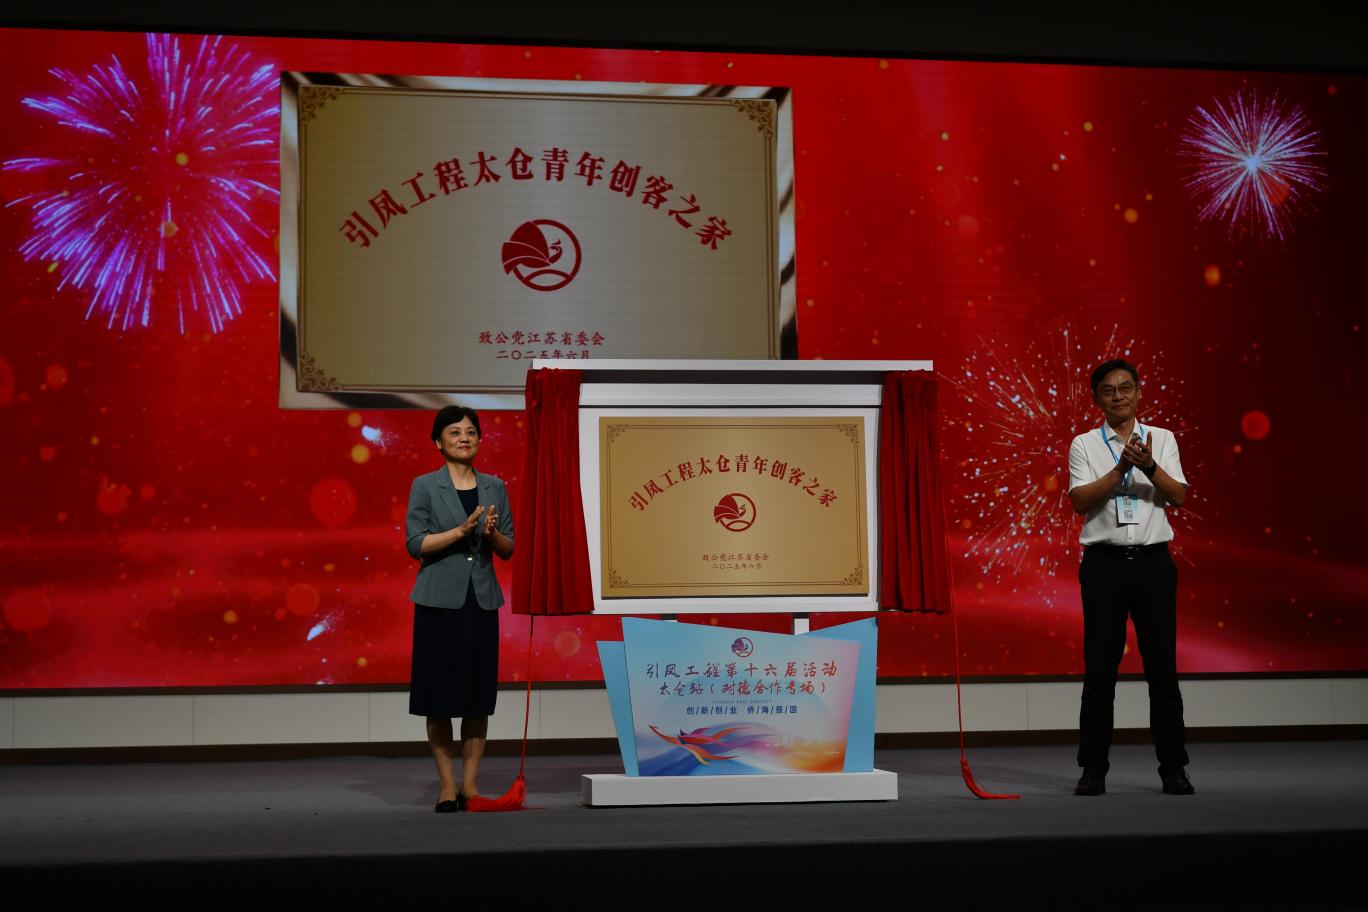 引凤工程太仓青年创客之家
致公党江苏省委会
二〇二五年六月
引凤工程太仓青年创客之家
致公党江苏省委会
二〇二五年六月
引凤工程第十六届活动
太仓站（对德合作专场）
创/新/创/业 侨/海/报/国